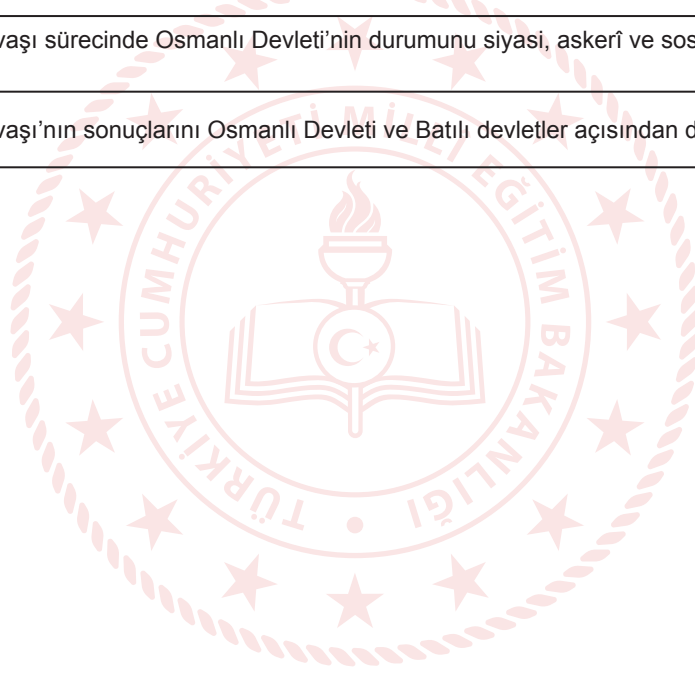 vaşı sürecinde Osmanlı Devleti’nin durumunu siyasi, askerî ve sos
vaşı’nın sonuçlarını Osmanlı Devleti ve Batılı devletler açısından d
TÜRKİYE CUMHURİYETİ MİLLİ EĞİTİM BAKANLIĞI